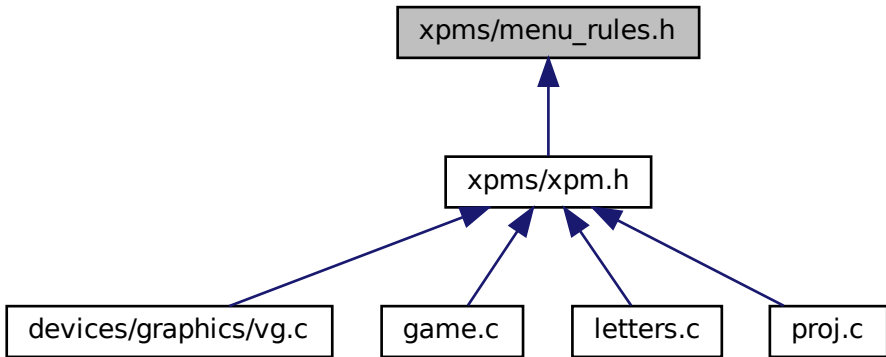 xpms/menu_rules.h
xpms/xpm.h
devices/graphics/vg.c
game.c
letters.c
proj.c